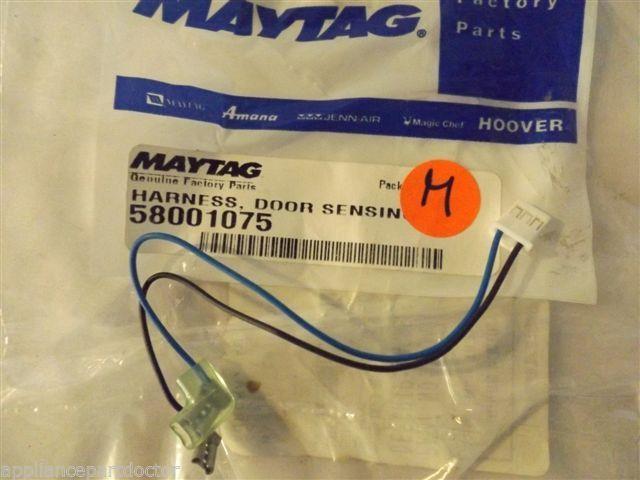 MAYTAG®
Factory
Parts
MAYTAG Amana JENN-AIR Magic Chef HOOVER
MAYTAG
Genuine Factory Parts
Pack
HARNESS, DOOR SENSIN
58001075
M
appliancepartdoctor